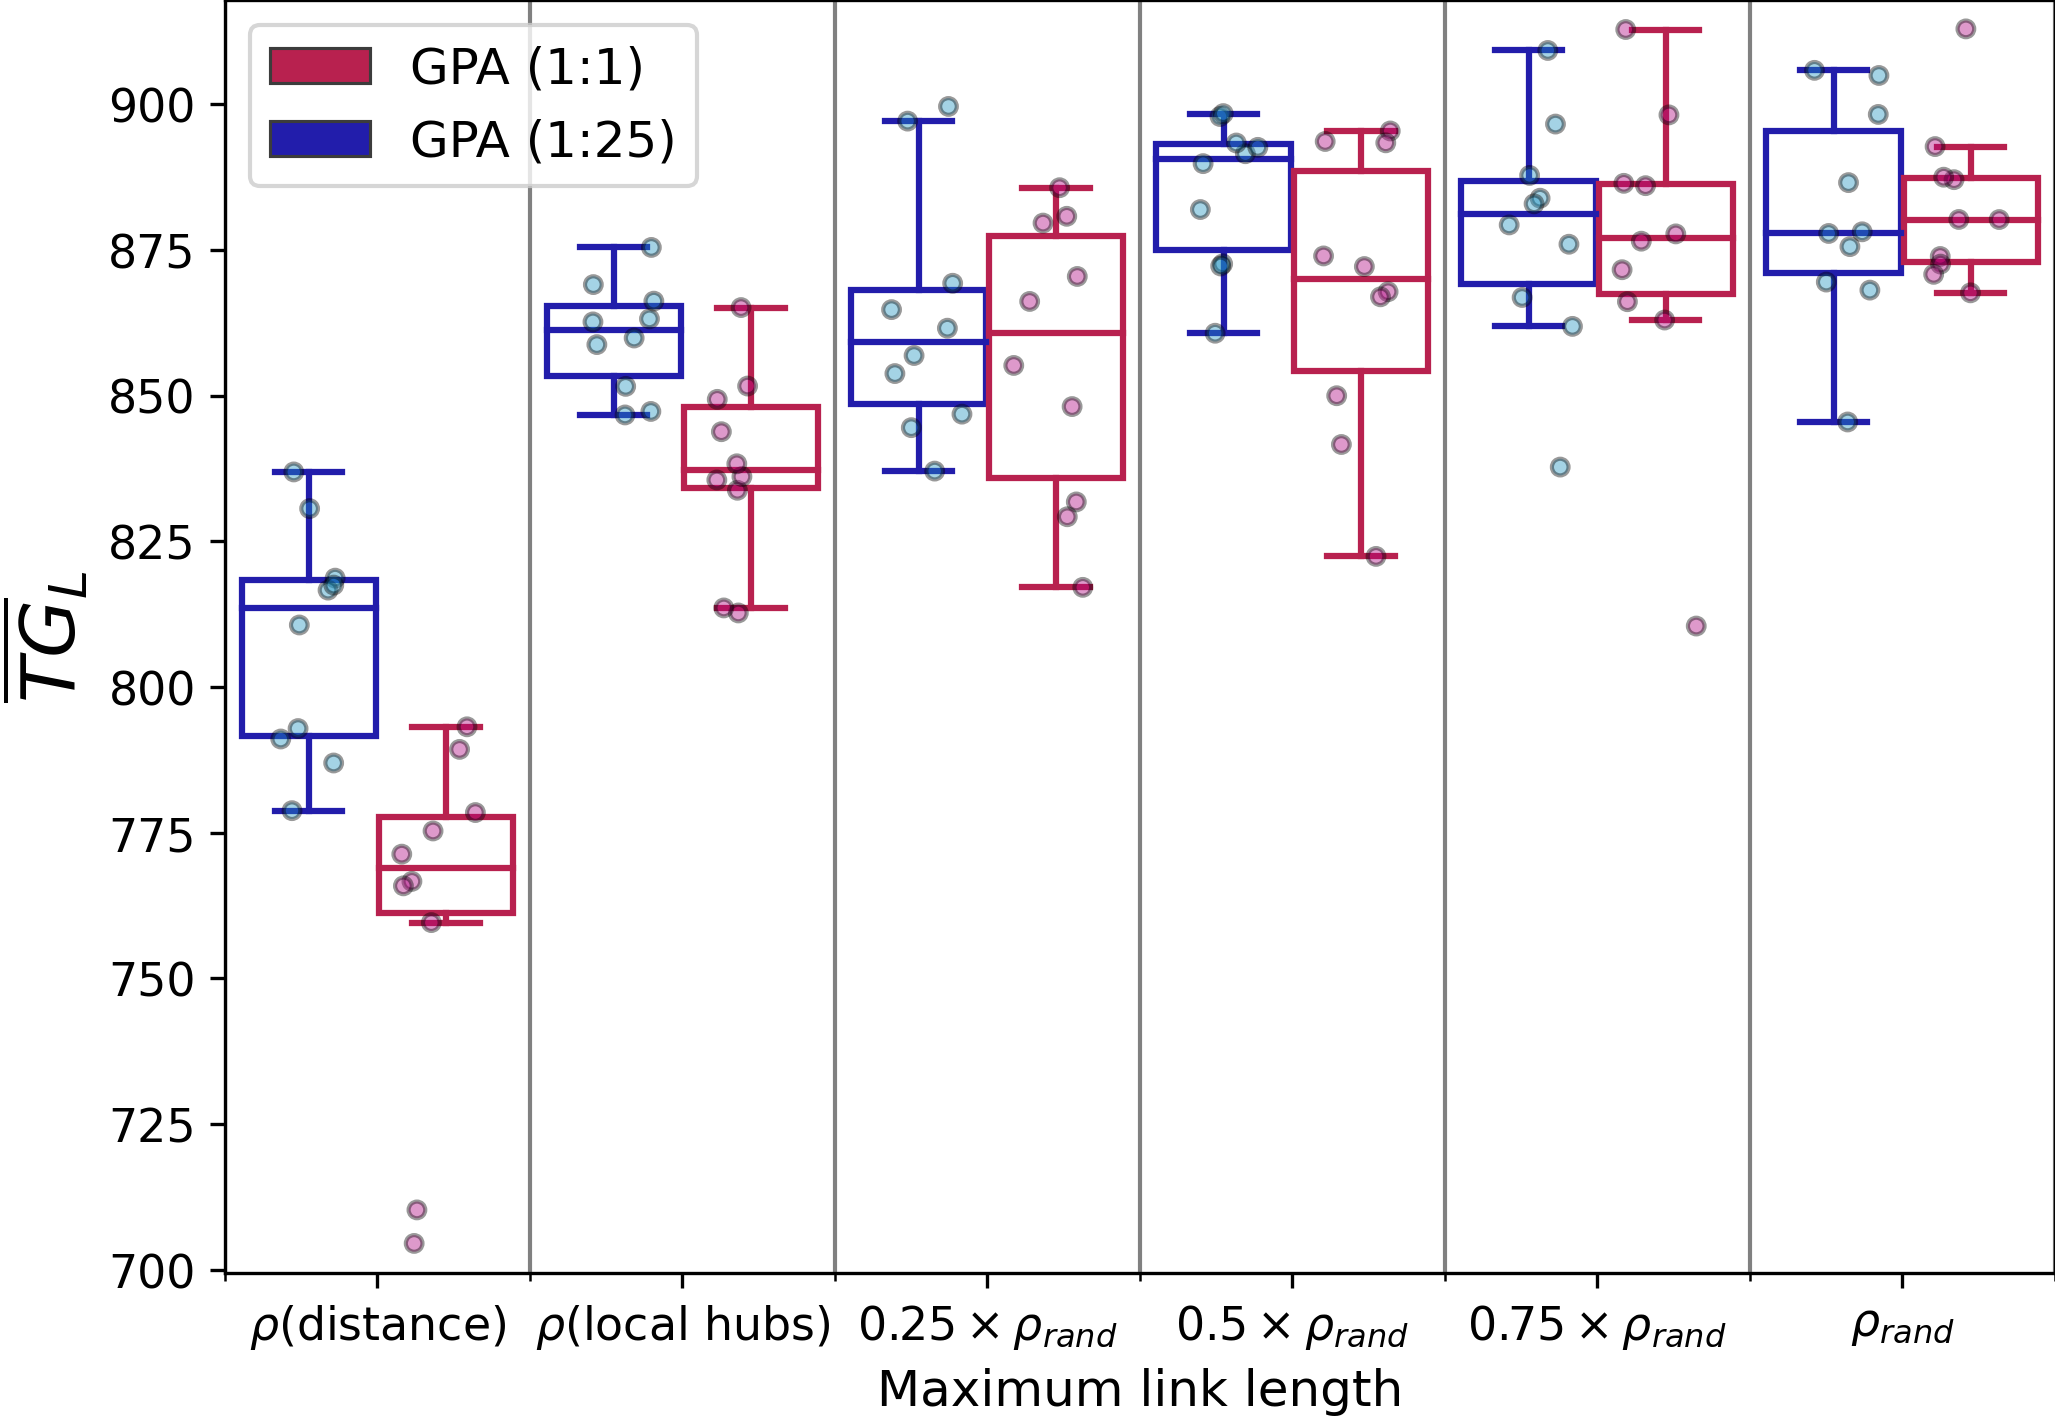 GPA (1:1)
GPA (1:25)
900
875
850
825
800
775
750
725
700
T̅G̅_L
ρ(distance) ρ(local hubs) 0.25 × ρ_rand 0.5 × ρ_rand 0.75 × ρ_rand ρ_rand
Maximum link length